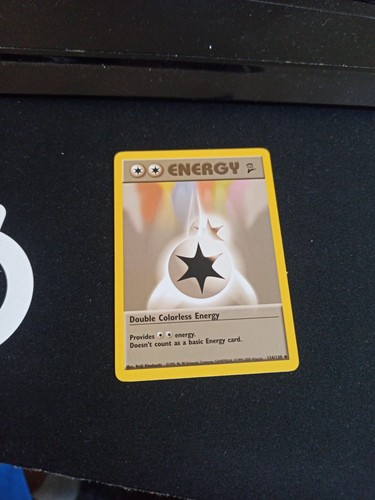 ENERGY
Double Colorless Energy
Provides energy.
Doesn't count as a basic Energy card.